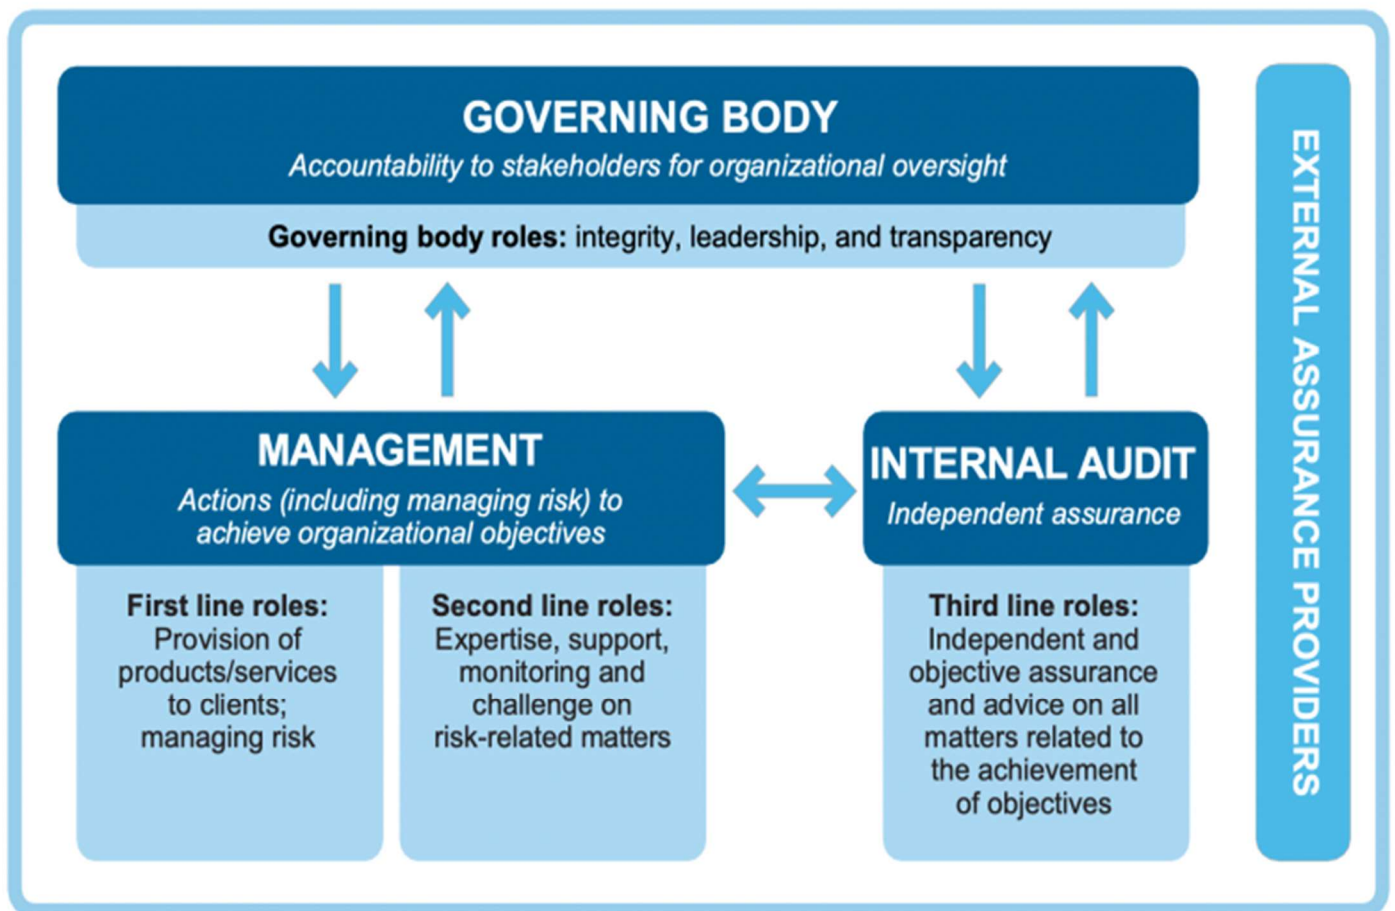 GOVERNING BODY
Accountability to stakeholders for organizational oversight
Governing body roles: integrity, leadership, and transparency
MANAGEMENT
Actions (including managing risk) to
achieve organizational objectives
First line roles:
Provision of
products/services
to clients;
managing risk
Second line roles:
Expertise, support,
monitoring and
challenge on
risk-related matters
INTERNAL AUDIT
Independent assurance
Third line roles:
Independent and
objective assurance
and advice on all
matters related to
the achievement
of objectives
EXTERNAL ASSURANCE PROVIDERS